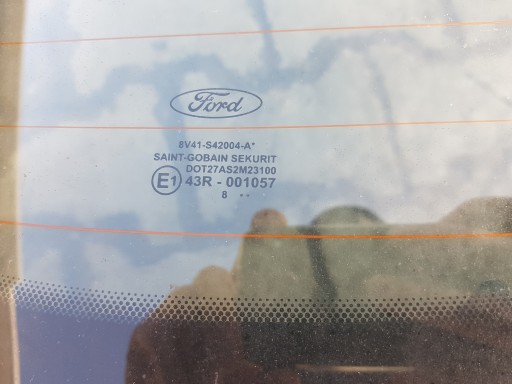 Ford
8V41-S42004-A*
SAINT-GOBAIN SEKURIT
DOT27AS2M23100
E1 43R - 001057
8 ··